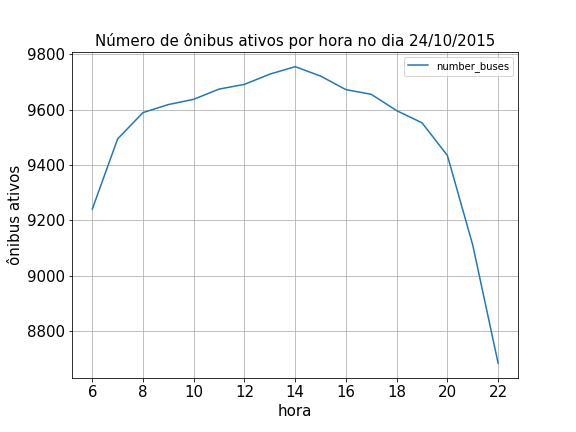 Número de ônibus ativos por hora no dia 24/10/2015
number_buses
9800
9600
9400
9200
9000
8800
ônibus ativos
6 8 10 12 14 16 18 20 22
hora